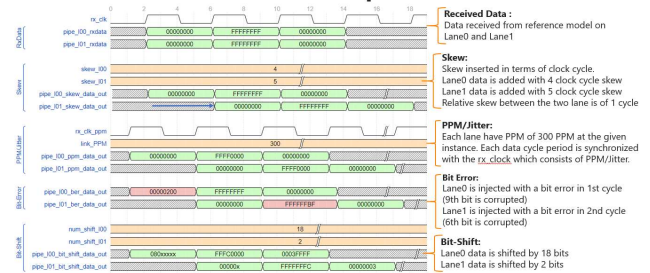 0 2 4 6 8 10 12 14 16 18
rx_clk
pipe_l00_rxdata 00000000 FFFFFFFF 00000000
pipe_l01_rxdata 00000000 FFFFFFFF 00000000
RxData
skew_l00 4
skew_l01 5
pipe_l00_skew_data_out 00000000 FFFFFFFF 00000000
pipe_l01_skew_data_out 00000000 FFFFFFFF 00000000
Skew
rx_clk_ppm
link_PPM 300
pipe_l00_ppm_data_out 00000000 FFFF0000 00000000
pipe_l01_ppm_data_out 00000000 FFFF0000 00000000
PPM/Jitter
pipe_l00_ber_data_out 00000200 FFFFFFFF 00000000
pipe_l01_ber_data_out 00000000 FFFFFFBF 00000000
Bit-Error
num_shift_l00 18
num_shift_l01 2
pipe_l00_bit_shift_data_out 080xxxxx FFFC0000 0003FFFF
pipe_l01_bit_shift_data_out 00000x FFFFFFFC 00000003
Bit-Shift
Received Data :
Data received from reference model on
Lane0 and Lane1
Skew:
Skew inserted in terms of clock cycle.
Lane0 data is added with 4 clock cycle skew
Lane1 data is added with 5 clock cycle skew
Relative skew between the two lane is of 1 cycle
PPM/Jitter:
Each lane have PPM of 300 PPM at the given
instance. Each data cycle period is synchronized
with the rx_clock which consists of PPM/Jitter.
Bit Error:
Lane0 is injected with a bit error in 1st cycle
(9th bit is corrupted)
Lane1 is injected with a bit error in 2nd cycle
(6th bit is corrupted)
Bit-Shift:
Lane0 data is shifted by 18 bits
Lane1 data is shifted by 2 bits